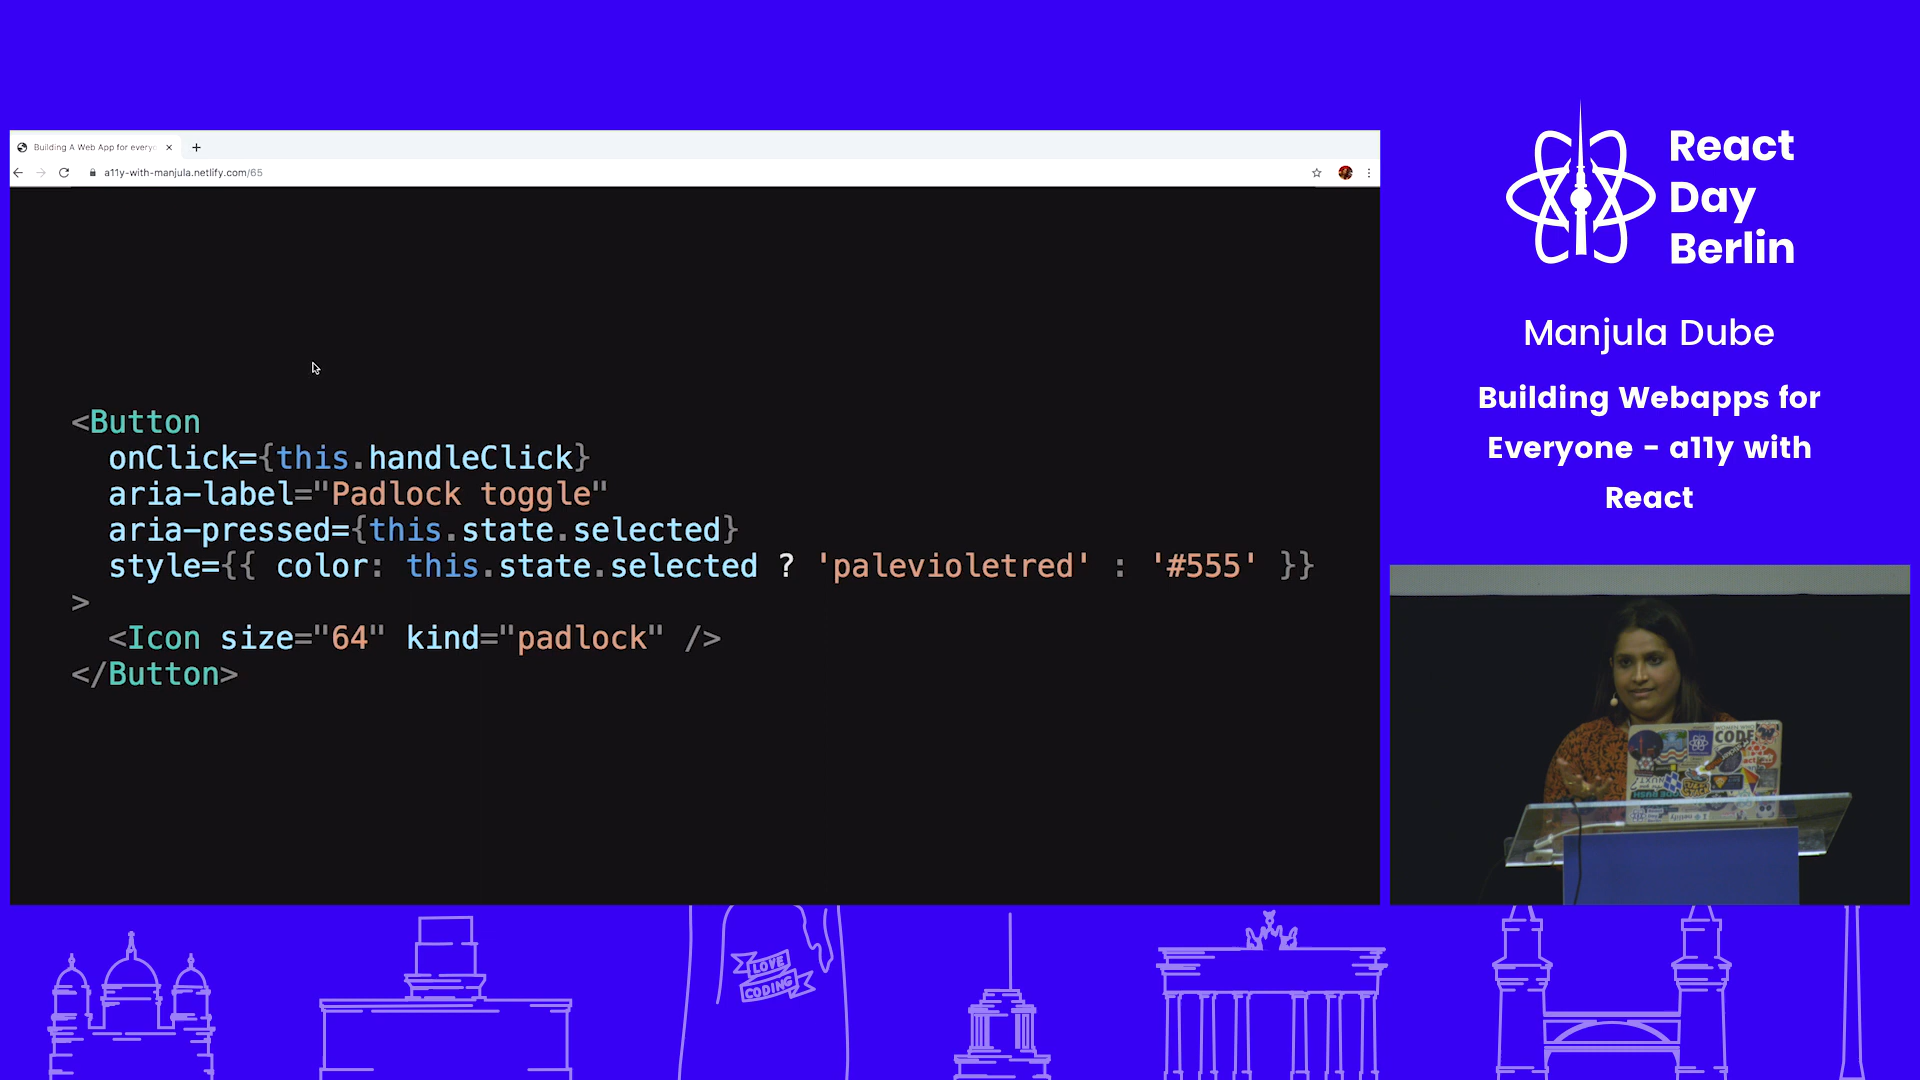 Building A Web App for everyo
a11y-with-manjula.netlify.com/65
<Button
onClick={this.handleClick}
aria-label="Padlock toggle"
aria-pressed={this.state.selected}
style={{ color: this.state.selected ? 'palevioletred' : '#555' }}
>
<Icon size="64" kind="padlock" />
</Button>
React
Day
Berlin
Manjula Dube
Building Webapps for
Everyone - a11y with
React
CODE
LOVE
CODING